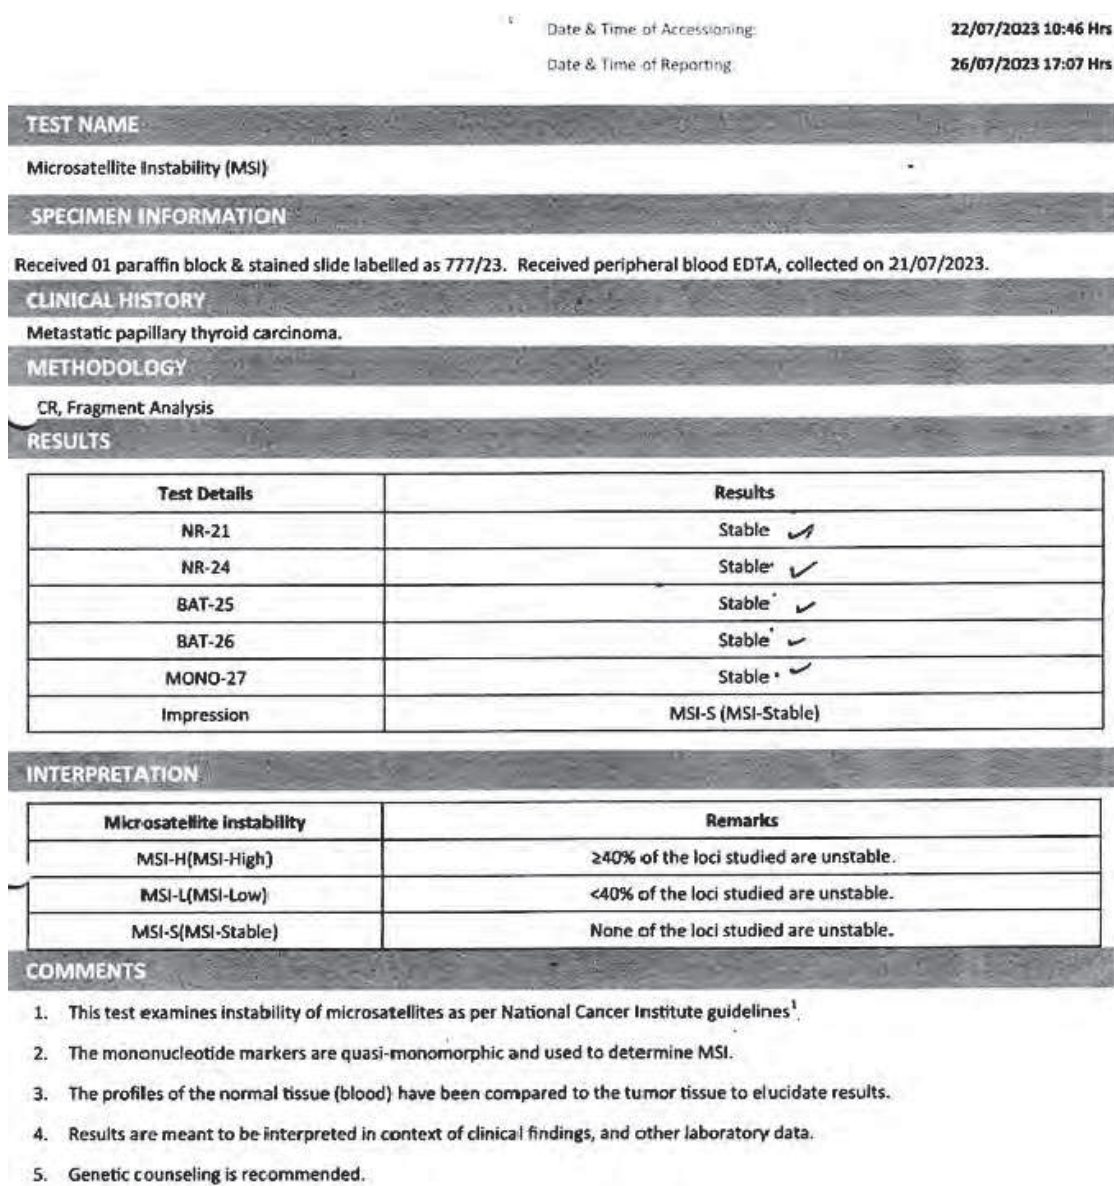 Date & Time of Accessioning: 22/07/2023 10:46 Hrs
Date & Time of Reporting 26/07/2023 17:07 Hrs
TEST NAME
Microsatellite Instability (MSI)
SPECIMEN INFORMATION
Received 01 paraffin block & stained slide labelled as 777/23. Received peripheral blood EDTA, collected on 21/07/2023.
CLINICAL HISTORY
Metastatic papillary thyroid carcinoma.
METHODOLOGY
CR, Fragment Analysis
RESULTS
Test Details Results
NR-21 Stable ✓
NR-24 Stable ✓
BAT-25 Stable ✓
BAT-26 Stable ✓
MONO-27 Stable ✓
Impression MSI-S (MSI-Stable)
INTERPRETATION
Microsatellite instability Remarks
MSI-H(MSI-High) ≥40% of the loci studied are unstable.
MSI-L(MSI-Low) <40% of the loci studied are unstable.
MSI-S(MSI-Stable) None of the loci studied are unstable.
COMMENTS
1. This test examines instability of microsatellites as per National Cancer Institute guidelines¹.
2. The mononucleotide markers are quasi-monomorphic and used to determine MSI.
3. The profiles of the normal tissue (blood) have been compared to the tumor tissue to elucidate results.
4. Results are meant to be interpreted in context of clinical findings, and other laboratory data.
5. Genetic counseling is recommended.